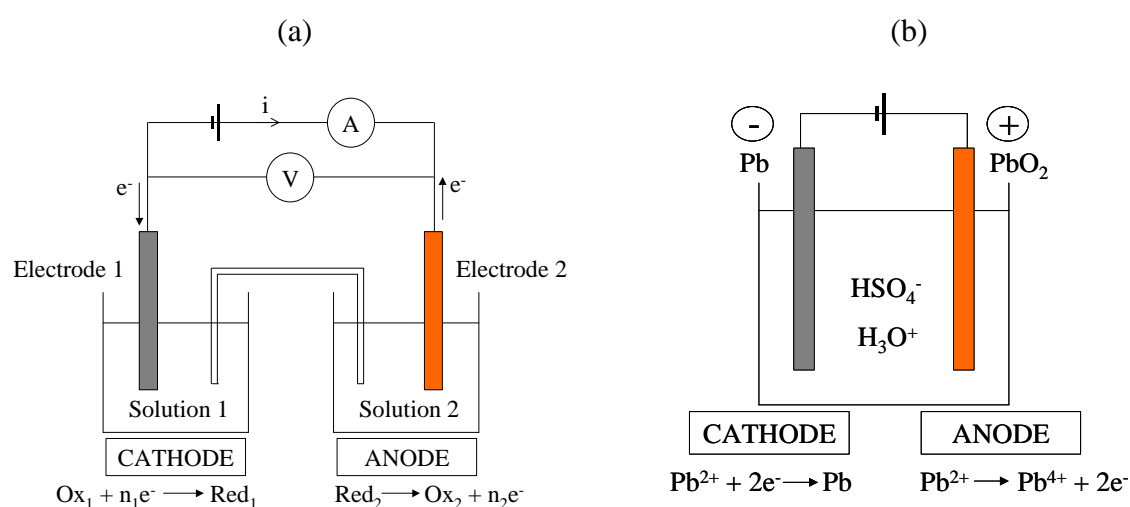 (a)
i
A
V
e⁻
e⁻
Electrode 1
Electrode 2
Solution 1
Solution 2
CATHODE
ANODE
Ox₁ + n₁e⁻ ⟶ Red₁
Red₂ ⟶ Ox₂ + n₂e⁻
(b)
-
+
Pb
PbO₂
HSO₄⁻
H₃O⁺
CATHODE
ANODE
Pb²⁺ + 2e⁻ ⟶ Pb
Pb²⁺ ⟶ Pb⁴⁺ + 2e⁻